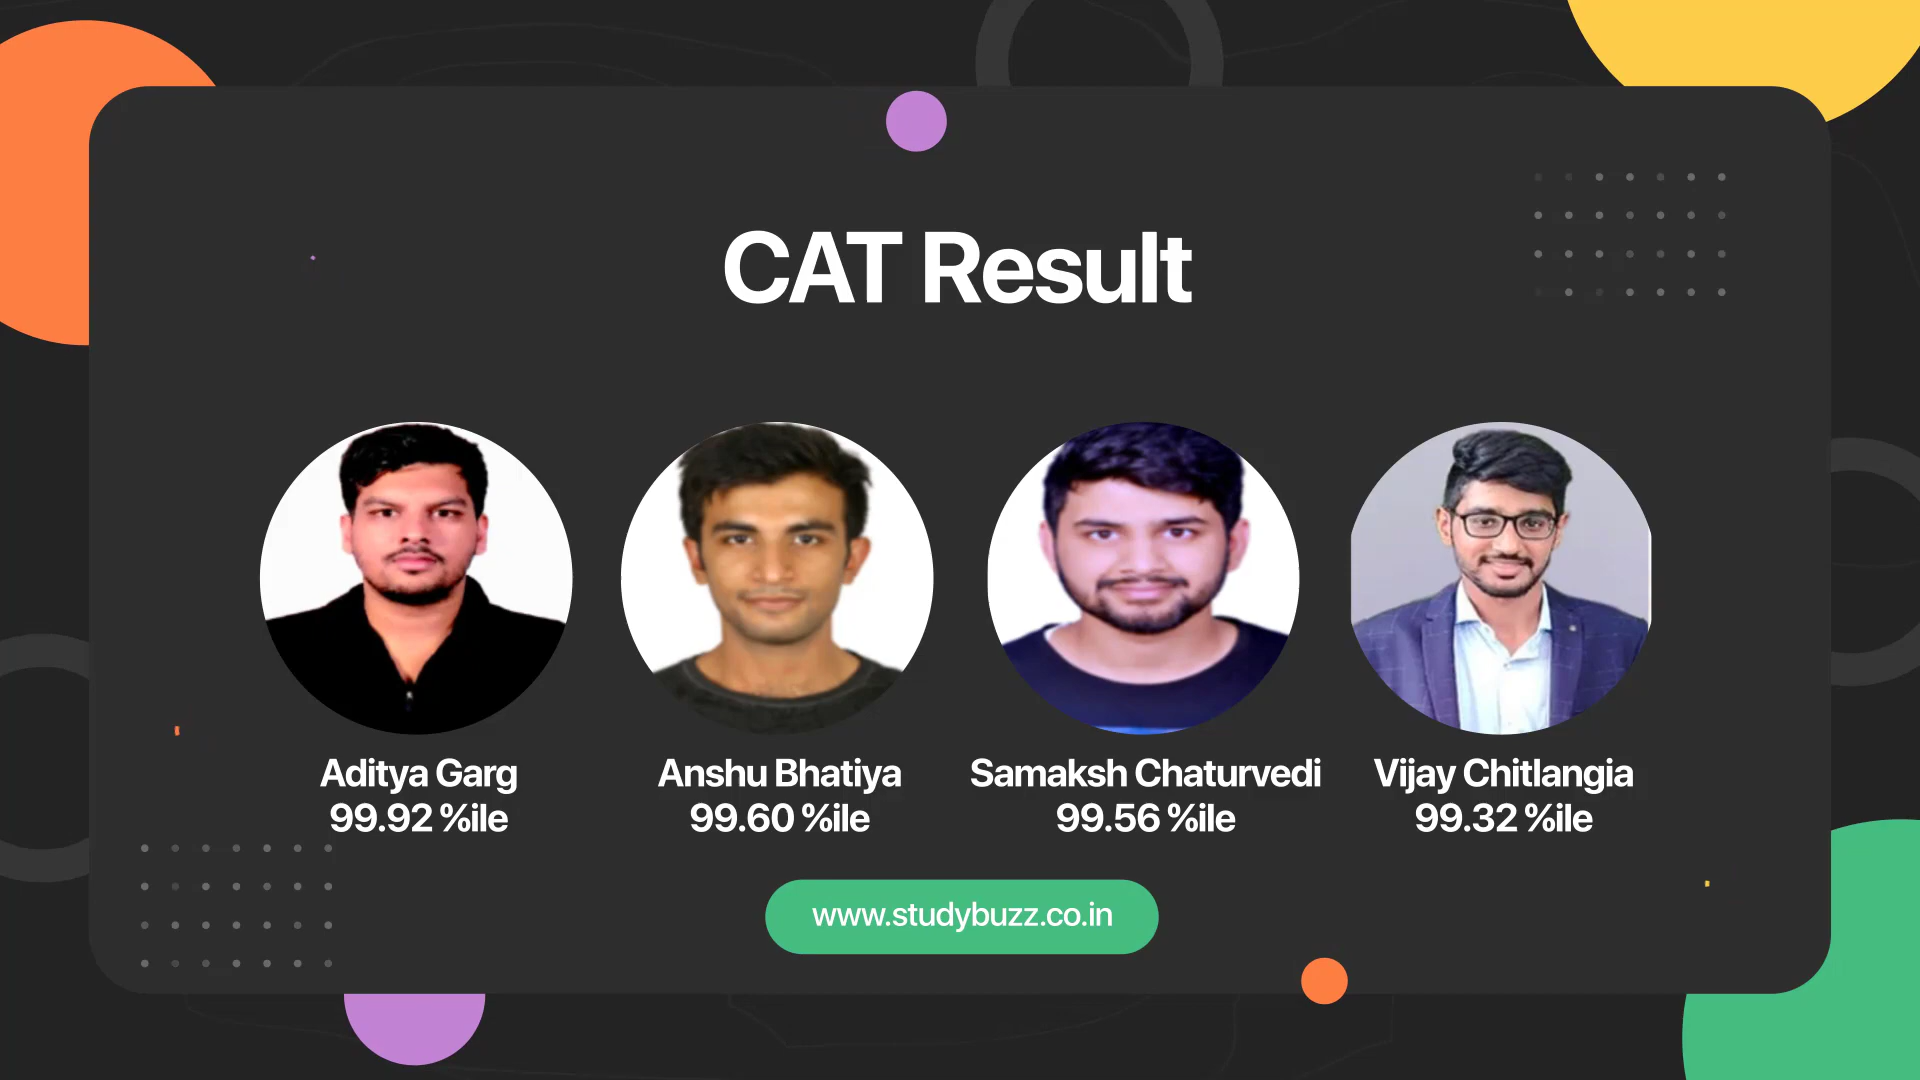 CAT Result
Aditya Garg
99.92 %ile
Anshu Bhatiya
99.60 %ile
Samaksh Chaturvedi
99.56 %ile
Vijay Chitlangia
99.32 %ile
www.studybuzz.co.in